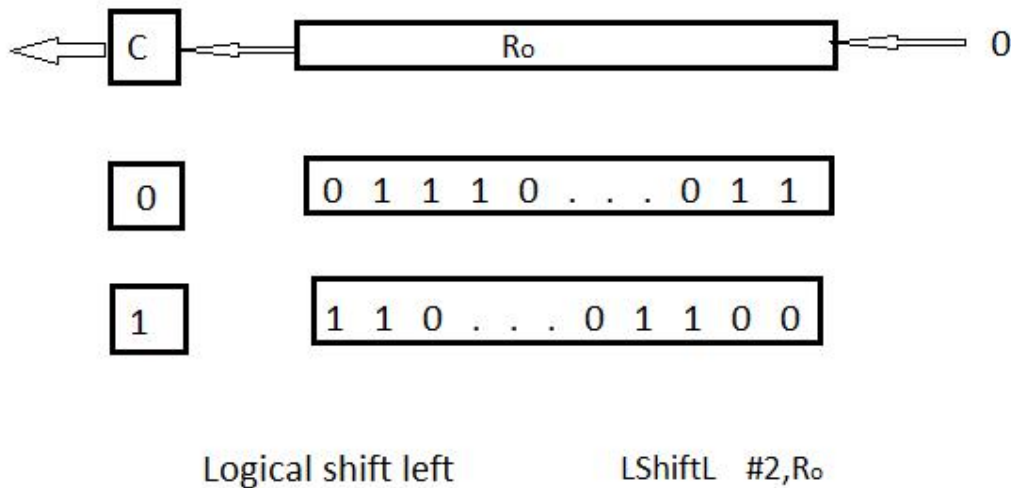 C R₀ 0
0 0 1 1 1 0 . . . 0 1 1
1 1 1 0 . . . 0 1 1 0 0
Logical shift left LShiftL #2,R₀